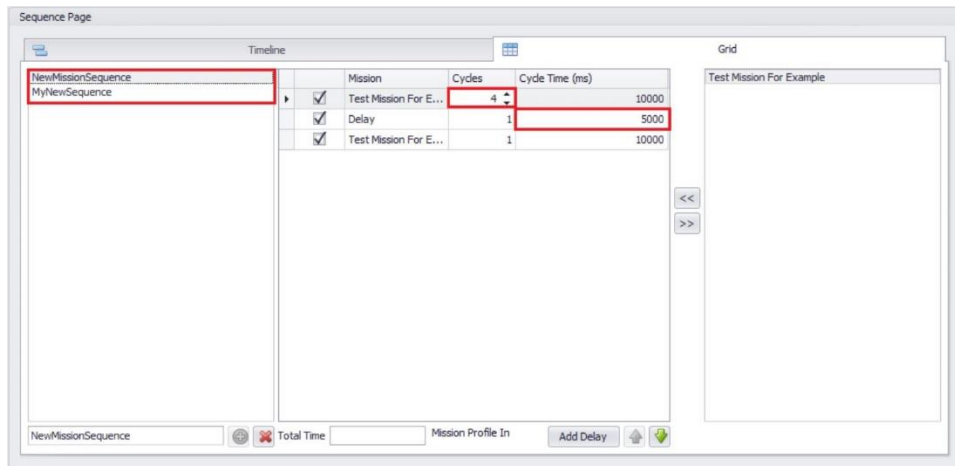 Sequence Page
Timeline Grid
NewMissionSequence
MyNewSequence
Mission Cycles Cycle Time (ms)
Test Mission For E... 4 10000
Delay 1 5000
Test Mission For E... 1 10000
<<
>>
Test Mission For Example
NewMissionSequence Total Time Mission Profile In Add Delay